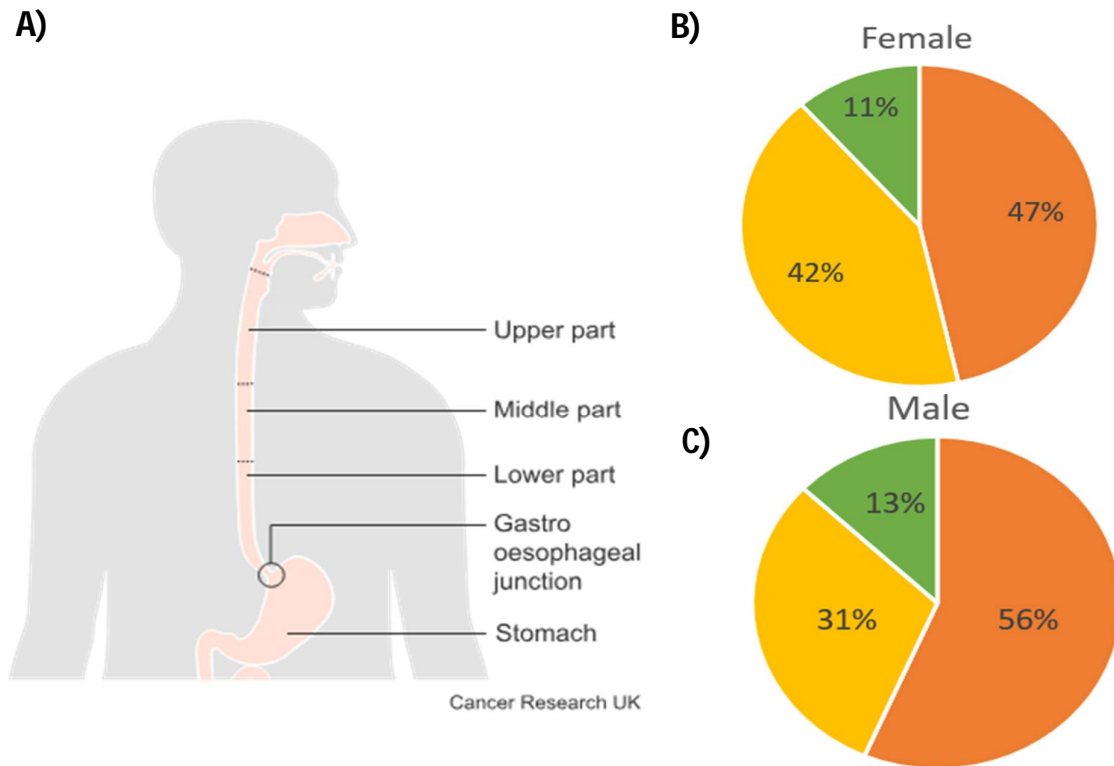 A)
Upper part
Middle part
Lower part
Gastro
oesophageal
junction
Stomach
Cancer Research UK
B)
Female
11%
47%
42%
C)
Male
13%
31%
56%